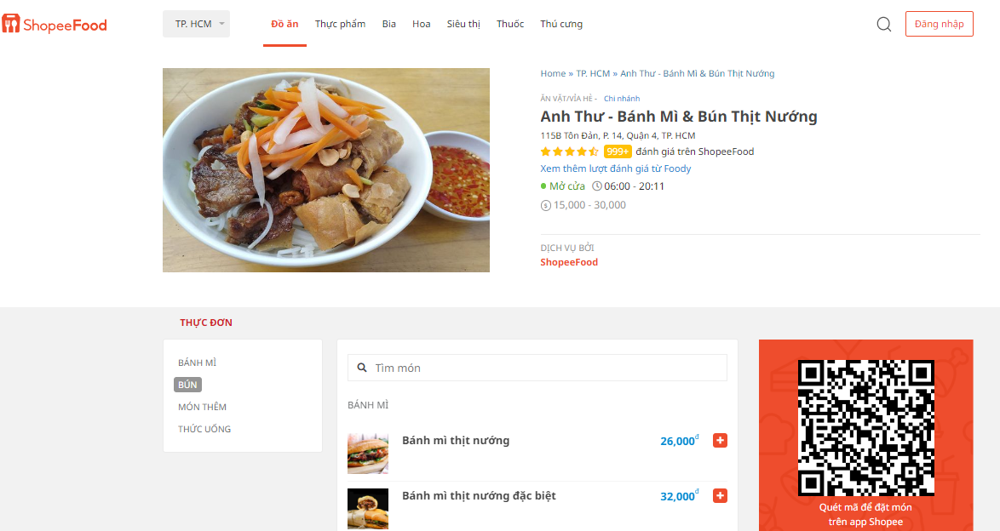 ShopeeFood
TP. HCM
Đồ ăn
Thực phẩm
Bia
Hoa
Siêu thị
Thuốc
Thú cưng
Đăng nhập
Home » TP. HCM » Anh Thư - Bánh Mì & Bún Thịt Nướng
ĂN VẶT/VỈA HÈ - Chi nhánh
Anh Thư - Bánh Mì & Bún Thịt Nướng
115B Tôn Đản, P. 14, Quận 4, TP. HCM
999+ đánh giá trên ShopeeFood
Xem thêm lượt đánh giá từ Foody
Mở cửa 06:00 - 20:11
15,000 - 30,000
DỊCH VỤ BỞI
ShopeeFood
THỰC ĐƠN
BÁNH MÌ
BÚN
MÓN THÊM
THỨC UỐNG
Tìm món
BÁNH MÌ
Bánh mì thịt nướng
26,000đ
Bánh mì thịt nướng đặc biệt
32,000đ
Quét mã để đặt món
trên app Shopee